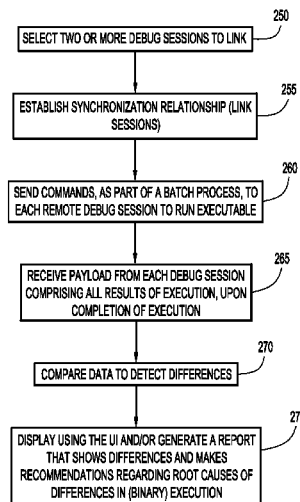 250
SELECT TWO OR MORE DEBUG SESSIONS TO LINK
255
ESTABLISH SYNCHRONIZATION RELATIONSHIP (LINK
SESSIONS)
260
SEND COMMANDS, AS PART OF A BATCH PROCESS, TO
EACH REMOTE DEBUG SESSION TO RUN EXECUTABLE
265
RECEIVE PAYLOAD FROM EACH DEBUG SESSION
COMPRISING ALL RESULTS OF EXECUTION, UPON
COMPLETION OF EXECUTION
270
COMPARE DATA TO DETECT DIFFERENCES
DISPLAY USING THE UI AND/OR GENERATE A REPORT
THAT SHOWS DIFFERENCES AND MAKES
RECOMMENDATIONS REGARDING ROOT CAUSES OF
DIFFERENCES IN (BINARY) EXECUTION